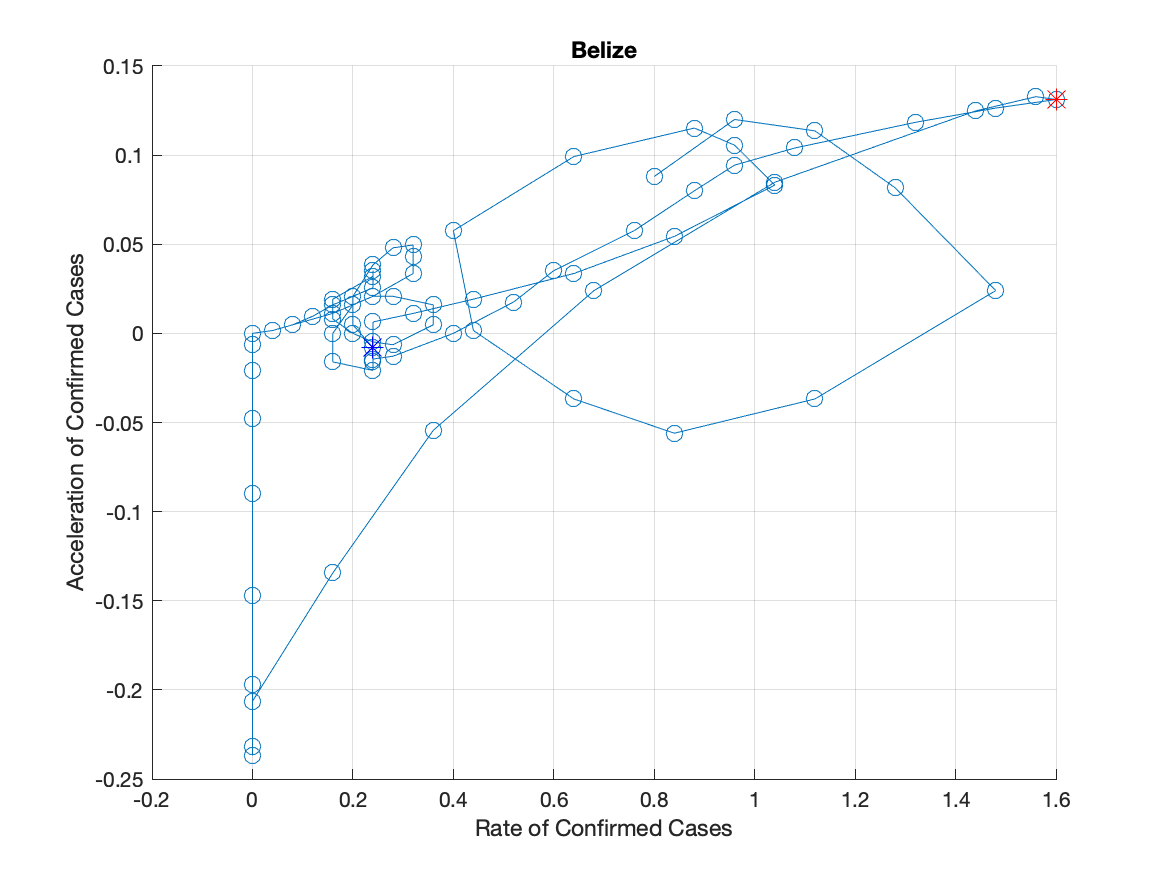 Belize
0.15
0.1
0.05
0
-0.05
-0.1
-0.15
-0.2
-0.25
Acceleration of Confirmed Cases
-0.2 0 0.2 0.4 0.6 0.8 1 1.2 1.4 1.6
Rate of Confirmed Cases